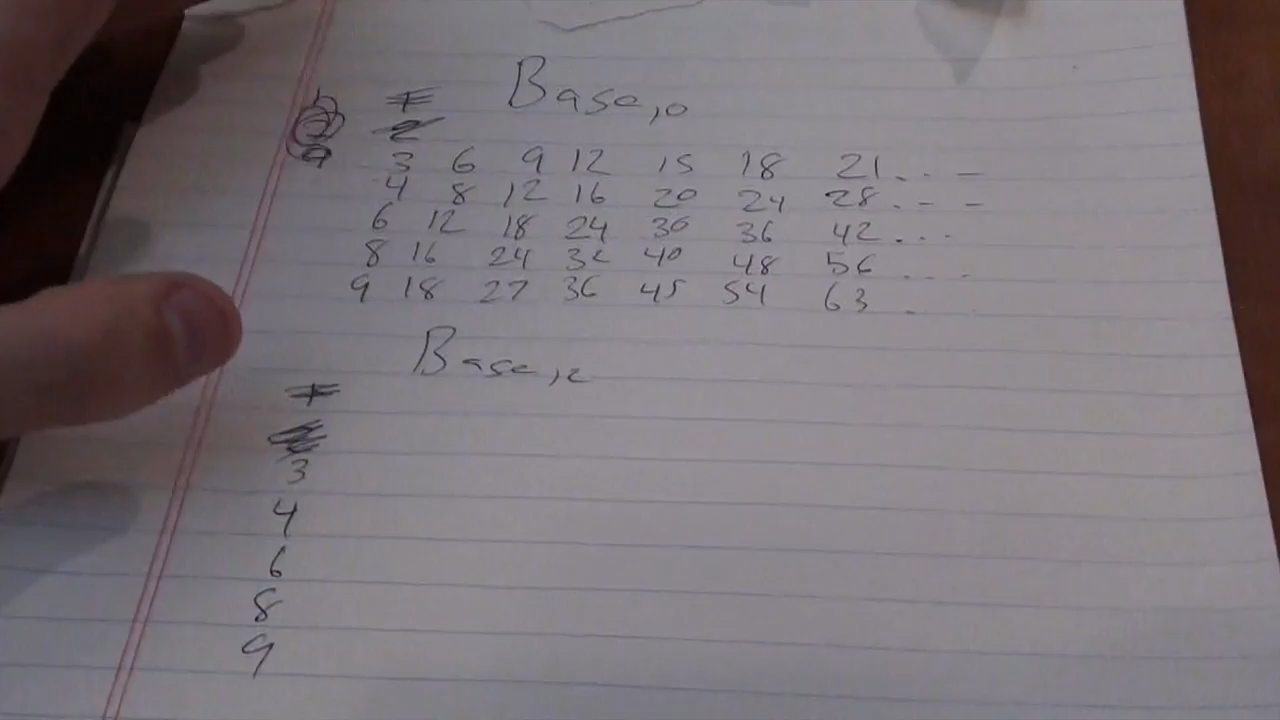 Base₁₀
3 6 9 12 15 18 21 . - -
4 8 12 16 20 24 28 . - -
6 12 18 24 30 36 42 . . .
8 16 24 32 40 48 56 . . .
9 18 27 36 45 54 63 .
Base₁₂
3
4
6
8
9